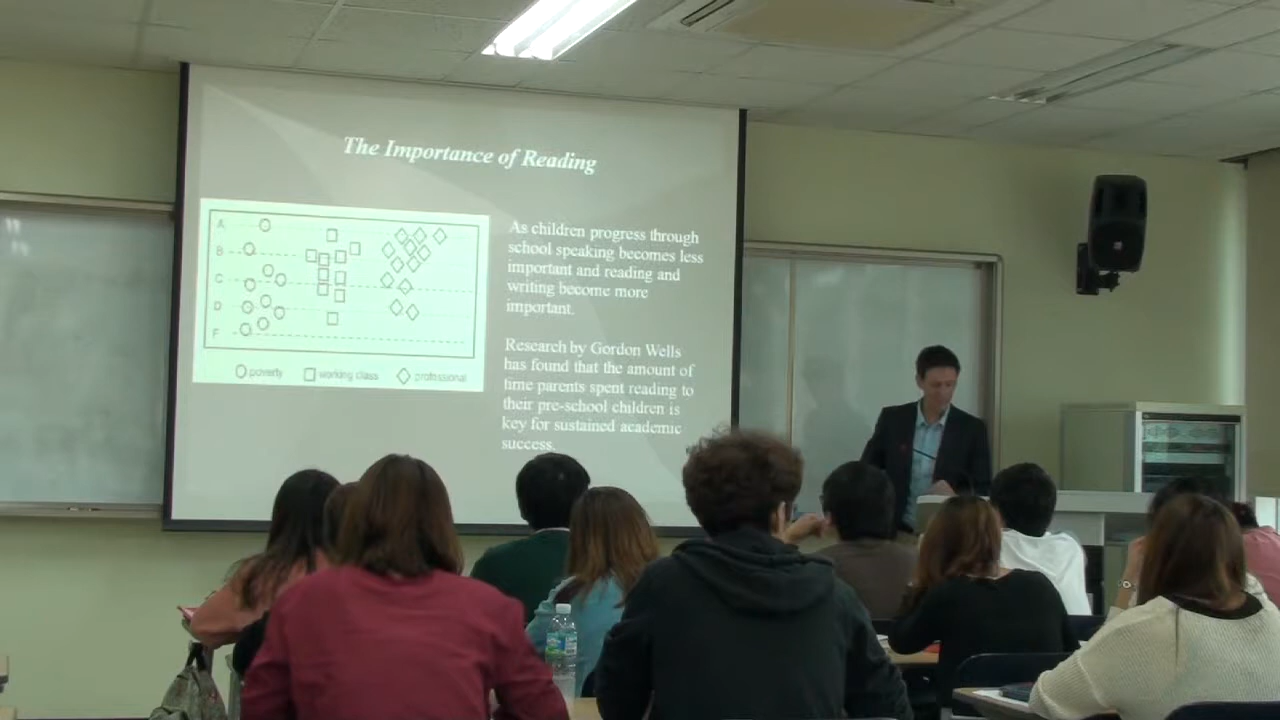 The Importance of Reading
A
B
C
D
F
poverty
working class
professional
As children progress through
school speaking becomes less
important and reading and
writing become more
important.
Research by Gordon Wells
has found that the amount of
time parents spent reading to
their pre-school children is
key for sustained academic
success.